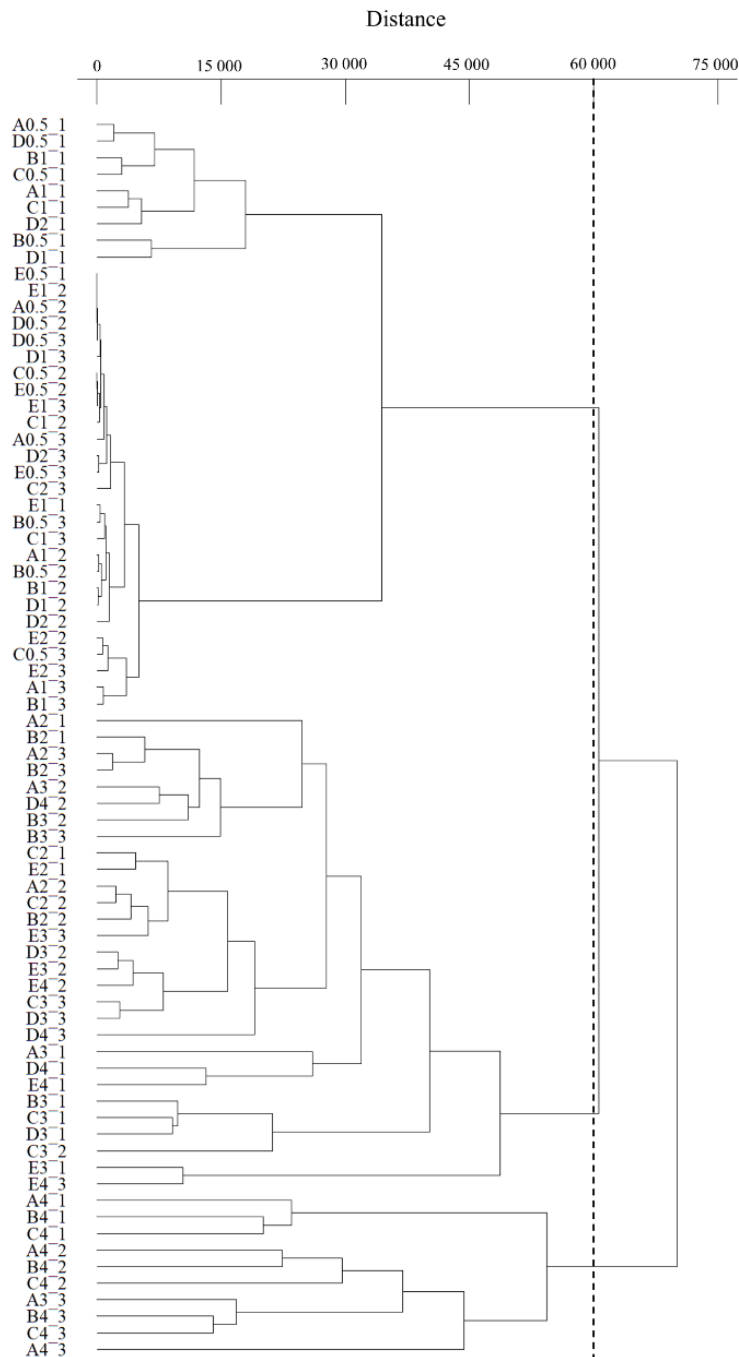 Distance
0 15 000 30 000 45 000 60 000 75 000
A0.5_1
D0.5_1
B1_1
C0.5_1
A1_1
C1_1
D2_1
B0.5_1
D1_1
E0.5_1
E1_2
A0.5_2
D0.5_2
D0.5_3
D1_3
C0.5_2
E0.5_2
E1_3
C1_2
A0.5_3
D2_3
E0.5_3
C2_3
E1_1
B0.5_3
C1_3
A1_2
B0.5_2
B1_2
D1_2
D2_2
E2_2
C0.5_3
E2_3
A1_3
B1_3
A2_1
B2_1
A2_3
B2_3
A3_2
D4_2
B3_2
B3_3
C2_1
E2_1
A2_2
C2_2
B2_2
E3_3
D3_2
E3_2
E4_2
C3_3
D3_3
D4_3
A3_1
D4_1
E4_1
B3_1
C3_1
D3_1
C3_2
E3_1
E4_3
A4_1
B4_1
C4_1
A4_2
B4_2
C4_2
A3_3
B4_3
C4_3
A4_3